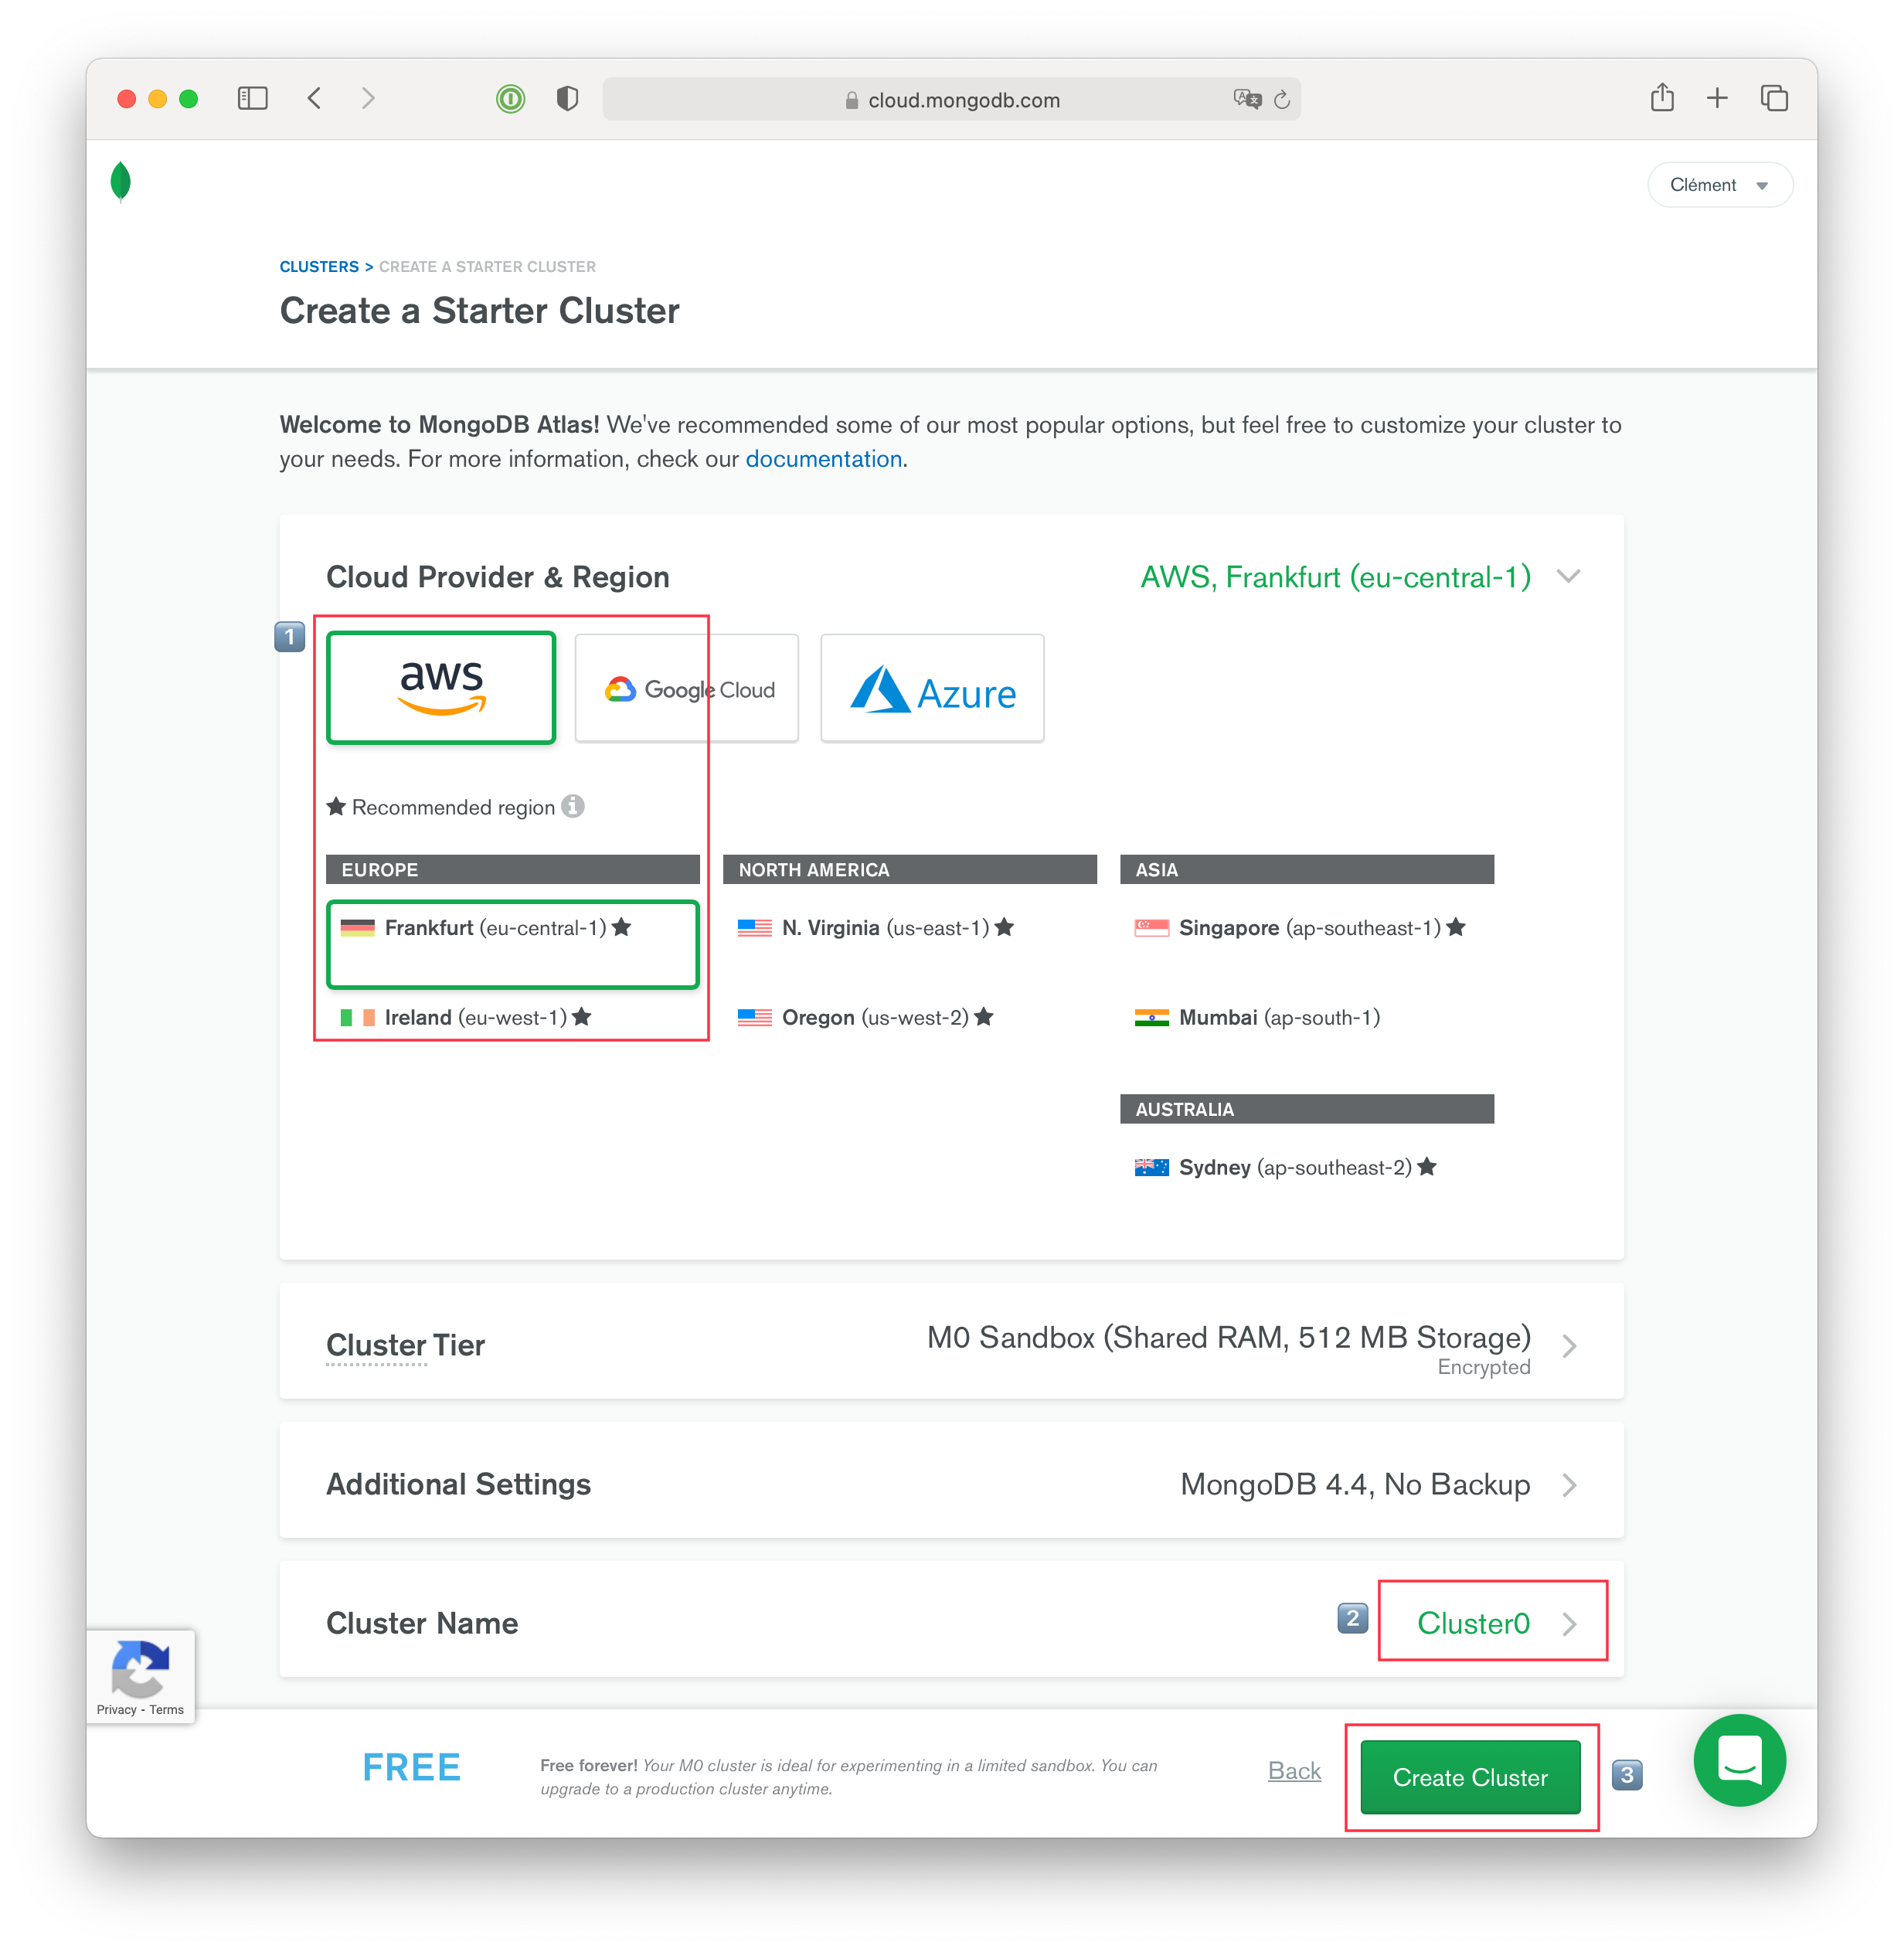 cloud.mongodb.com
Clément
CLUSTERS > CREATE A STARTER CLUSTER
Create a Starter Cluster
Welcome to MongoDB Atlas! We've recommended some of our most popular options, but feel free to customize your cluster to
your needs. For more information, check our documentation.
Cloud Provider & Region
AWS, Frankfurt (eu-central-1)
1
aws
Google Cloud
Azure
★ Recommended region
EUROPE
Frankfurt (eu-central-1) ★
Ireland (eu-west-1) ★
NORTH AMERICA
N. Virginia (us-east-1) ★
Oregon (us-west-2) ★
ASIA
Singapore (ap-southeast-1) ★
Mumbai (ap-south-1)
AUSTRALIA
Sydney (ap-southeast-2) ★
Cluster Tier
M0 Sandbox (Shared RAM, 512 MB Storage)
Encrypted
Additional Settings
MongoDB 4.4, No Backup
Cluster Name
2
Cluster0
Privacy - Terms
FREE
Free forever! Your M0 cluster is ideal for experimenting in a limited sandbox. You can
upgrade to a production cluster anytime.
Back
Create Cluster
3